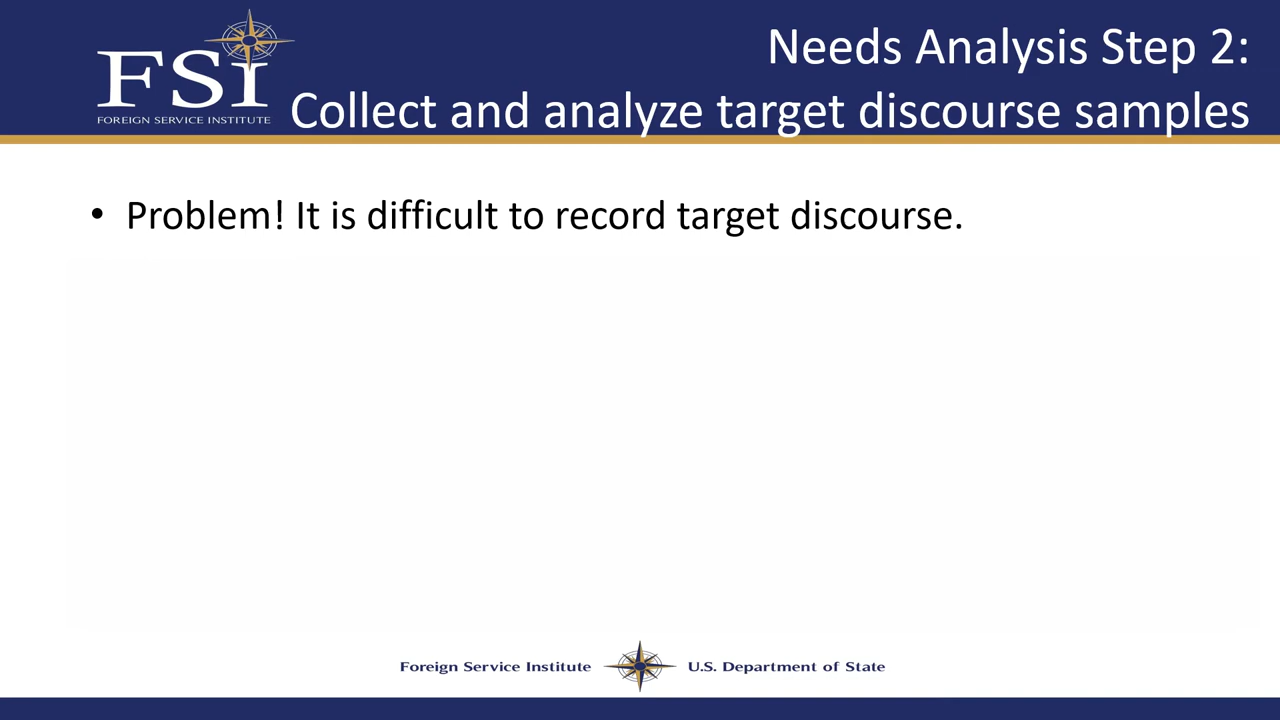 FSI
FOREIGN SERVICE INSTITUTE
Needs Analysis Step 2:
Collect and analyze target discourse samples
• Problem! It is difficult to record target discourse.
Foreign Service Institute U.S. Department of State